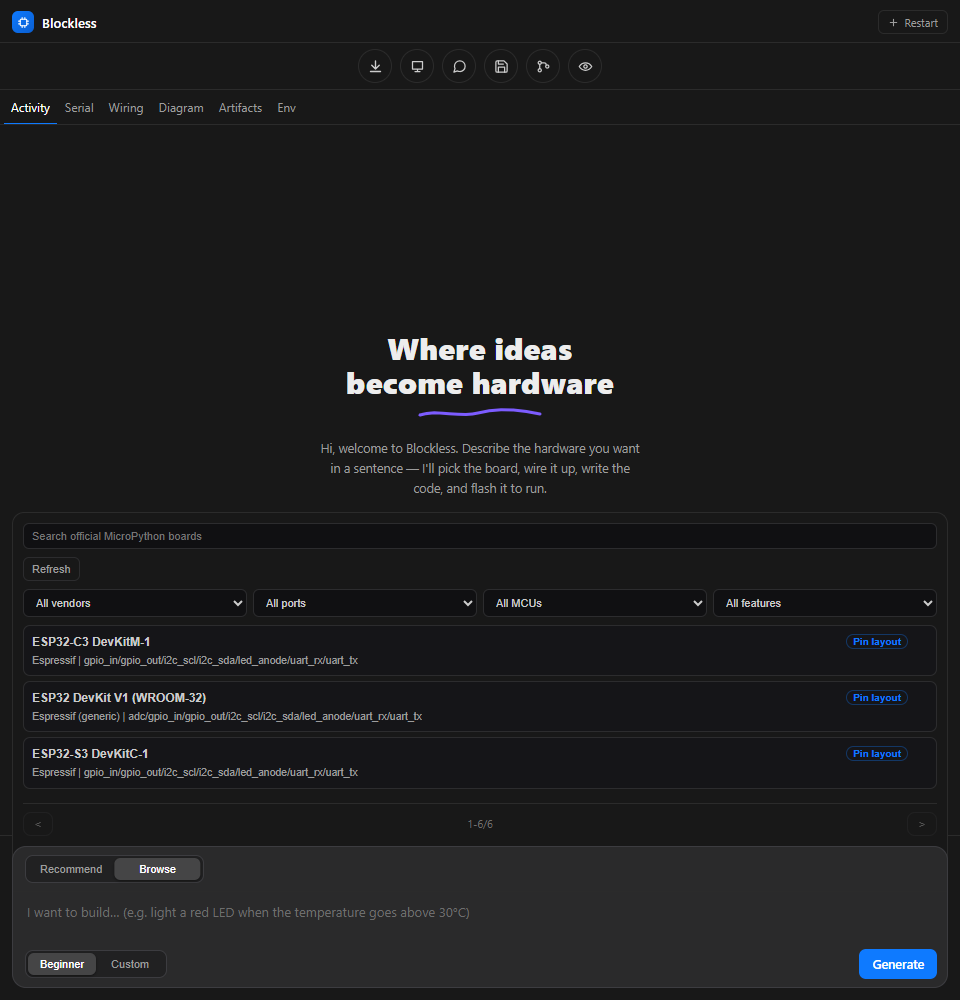 Blockless
Restart
Activity Serial Wiring Diagram Artifacts Env
Where ideas
become hardware
Hi, welcome to Blockless. Describe the hardware you want
in a sentence — I'll pick the board, wire it up, write the
code, and flash it to run.
Search official MicroPython boards
Refresh
All vendors All ports All MCUs All features
ESP32-C3 DevKitM-1 Pin layout
Espressif | gpio_in/gpio_out/i2c_scl/i2c_sda/led_anode/uart_rx/uart_tx
ESP32 DevKit V1 (WROOM-32) Pin layout
Espressif (generic) | adc/gpio_in/gpio_out/i2c_scl/i2c_sda/led_anode/uart_rx/uart_tx
ESP32-S3 DevKitC-1 Pin layout
Espressif | gpio_in/gpio_out/i2c_scl/i2c_sda/led_anode/uart_rx/uart_tx
< 1-6/6 >
Recommend Browse
I want to build... (e.g. light a red LED when the temperature goes above 30°C)
Beginner Custom Generate